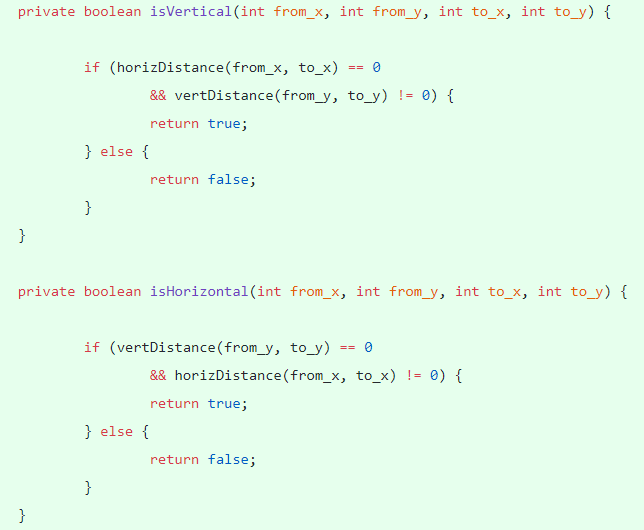 private boolean isVertical(int from_x, int from_y, int to_x, int to_y) {
if (horizDistance(from_x, to_x) == 0
&& vertDistance(from_y, to_y) != 0) {
return true;
} else {
return false;
}
}
private boolean isHorizontal(int from_x, int from_y, int to_x, int to_y) {
if (vertDistance(from_y, to_y) == 0
&& horizDistance(from_x, to_x) != 0) {
return true;
} else {
return false;
}
}